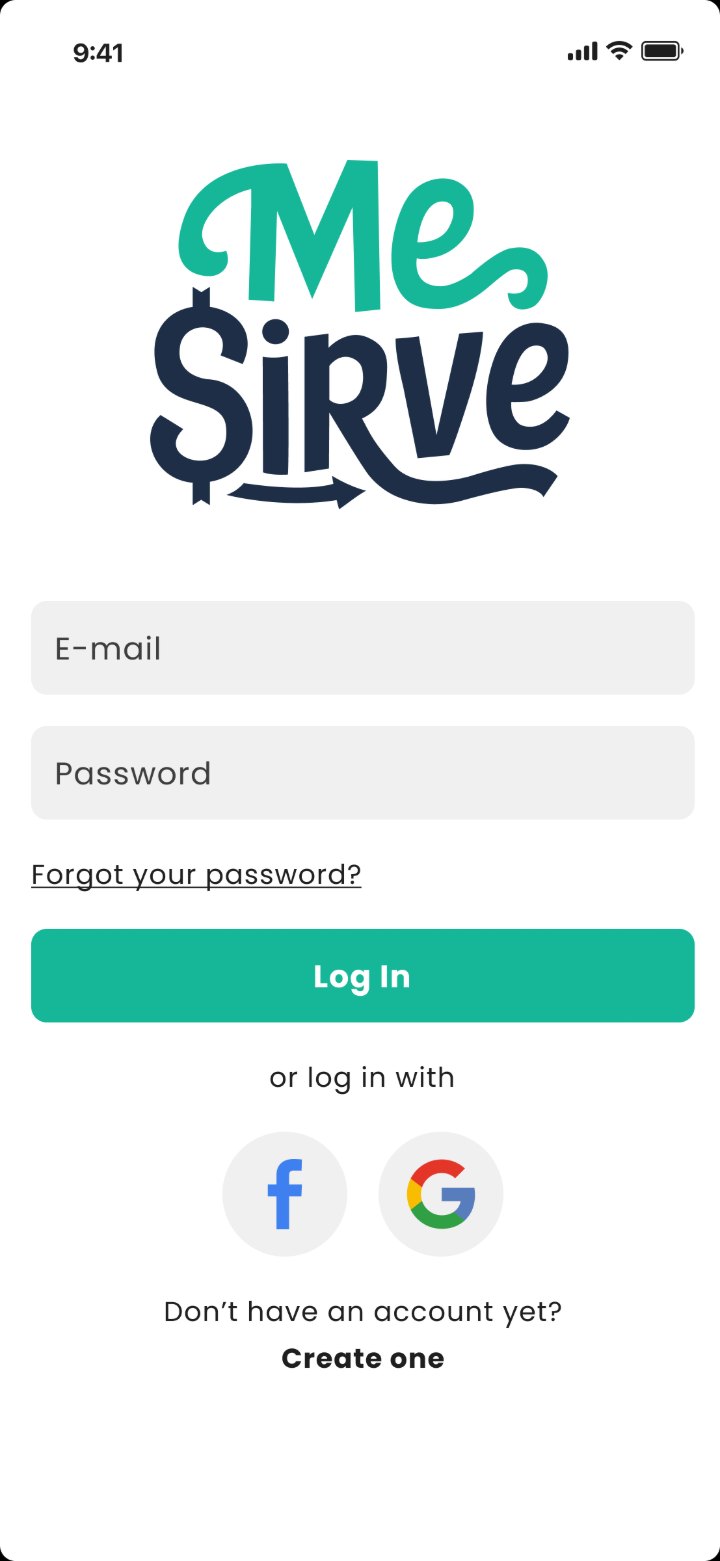 9:41
Me
$iRVe
E-mail
Password
Forgot your password?
Log In
or log in with
f
G
Don’t have an account yet?
Create one